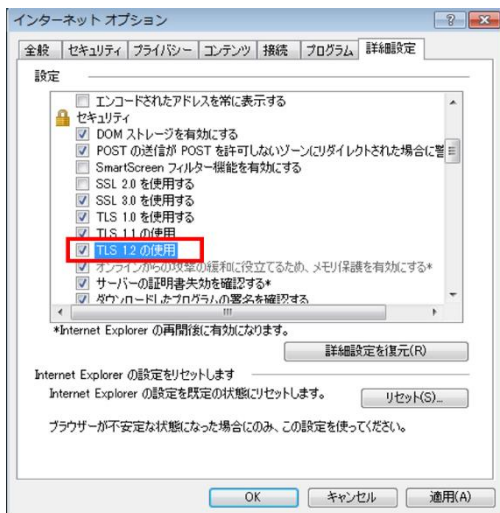 インターネット オプション
全般 セキュリティ プライバシー コンテンツ 接続 プログラム 詳細設定
設定
エンコードされたアドレスを常に表示する
セキュリティ
DOM ストレージを有効にする
POST の送信が POST を許可しないゾーンにリダイレクトされた場合に警
SmartScreen フィルター機能を有効にする
SSL 2.0 を使用する
SSL 3.0 を使用する
TLS 1.0 を使用する
TLS 1.1 の使用
TLS 1.2 の使用
オンラインからの攻撃の緩和に役立てるため、メモリ保護を有効にする*
サーバーの証明書失効を確認する*
ダウンロードしたプログラムの署名を確認する
*Internet Explorer の再開後に有効になります。
詳細設定を復元(R)
Internet Explorer の設定をリセットします
Internet Explorer の設定を既定の状態にリセットします。
リセット(S)...
ブラウザーが不安定な状態になった場合にのみ、この設定を使ってください。
OK キャンセル 適用(A)